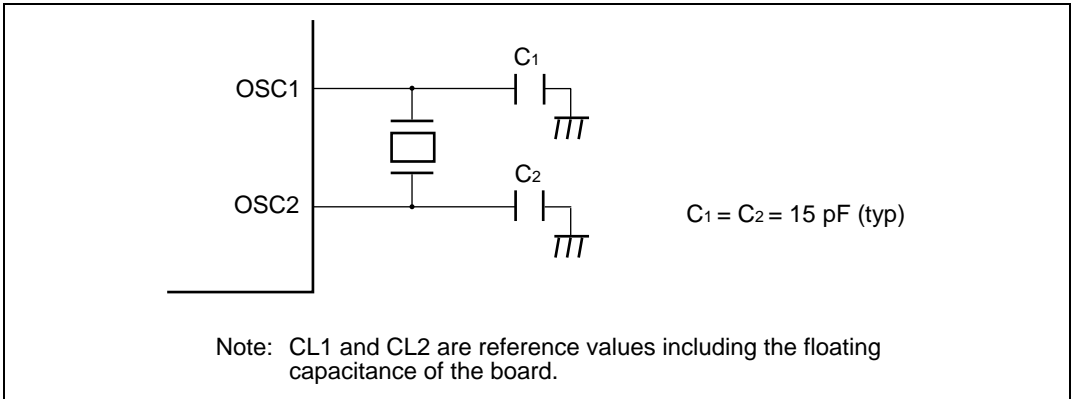 C1
OSC1
C2
OSC2
C1 = C2 = 15 pF (typ)
Note: CL1 and CL2 are reference values including the floating
capacitance of the board.